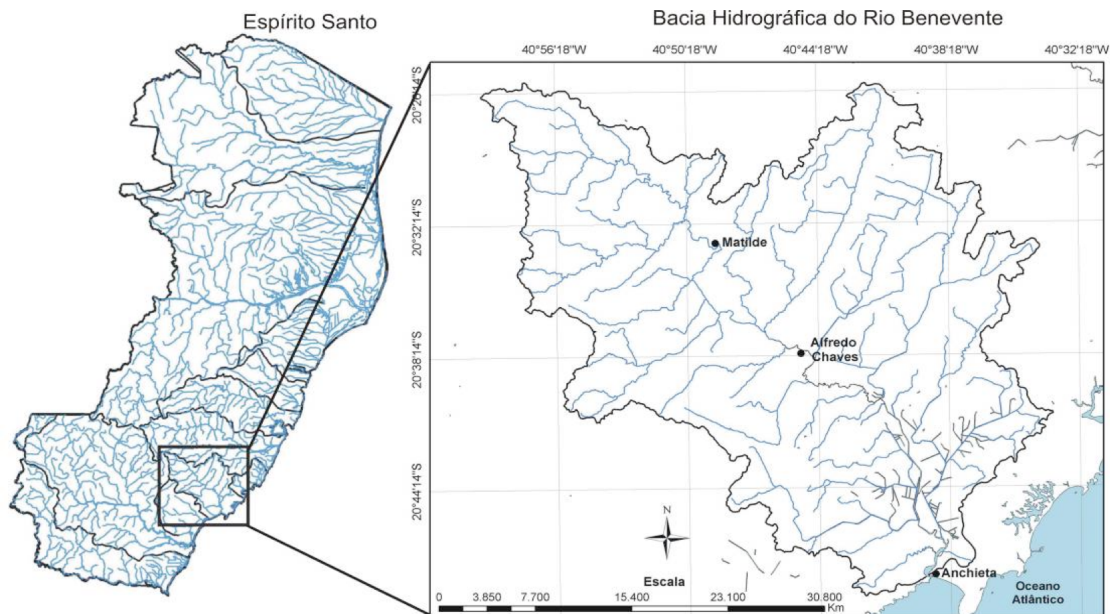 Espírito Santo
Bacia Hidrográfica do Rio Benevente
40°56'18"W 40°50'18"W 40°44'18"W 40°38'18"W 40°32'18"W
20°26'44"S
20°32'14"S
20°38'14"S
20°44'14"S
Matilde
Alfredo
Chaves
N
Escala
Anchieta
Oceano
Atlântico
0 3.850 7.700 15.400 23.100 30.800
Km